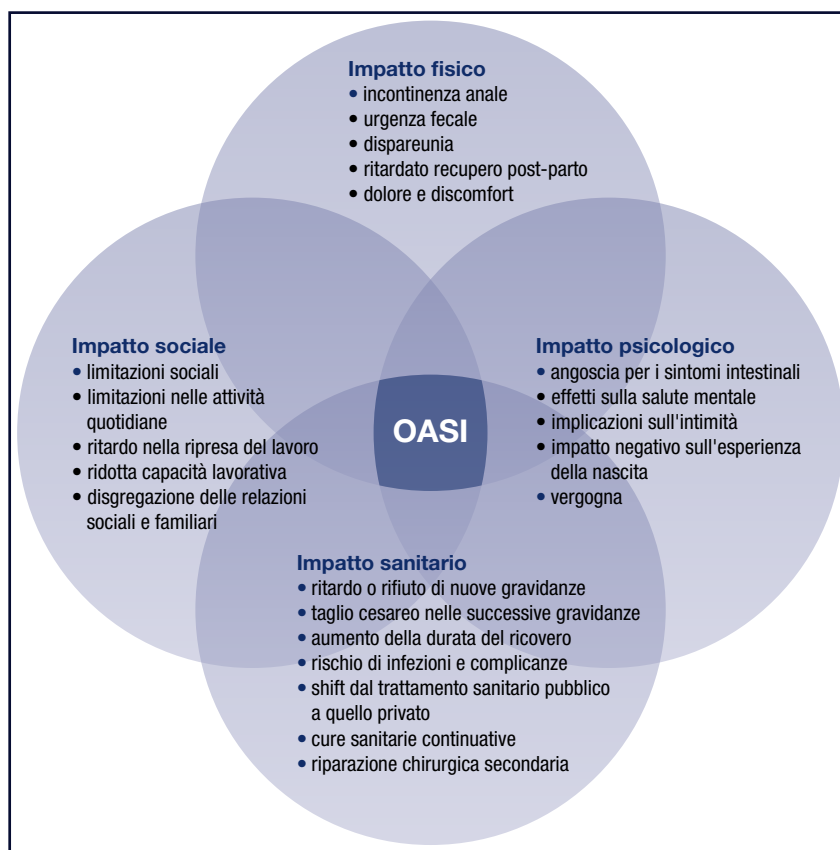 Impatto fisico
• incontinenza anale
• urgenza fecale
• dispareunia
• ritardato recupero post-parto
• dolore e discomfort
Impatto sociale
• limitazioni sociali
• limitazioni nelle attività
quotidiane
• ritardo nella ripresa del lavoro
• ridotta capacità lavorativa
• disgregazione delle relazioni
sociali e familiari
OASI
Impatto psicologico
• angoscia per i sintomi intestinali
• effetti sulla salute mentale
• implicazioni sull'intimità
• impatto negativo sull'esperienza
della nascita
• vergogna
Impatto sanitario
• ritardo o rifiuto di nuove gravidanze
• taglio cesareo nelle successive gravidanze
• aumento della durata del ricovero
• rischio di infezioni e complicanze
• shift dal trattamento sanitario pubblico
a quello privato
• cure sanitarie continuative
• riparazione chirurgica secondaria